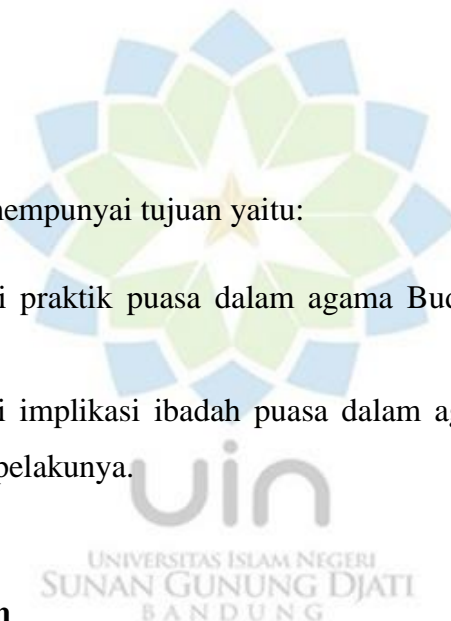 mempunyai tujuan yaitu:
i praktik puasa dalam agama Bud
i implikasi ibadah puasa dalam ag
pelakunya.
uin
UNIVERSITAS ISLAM NEGERI
SUNAN GUNUNG DJATI
BANDUNG